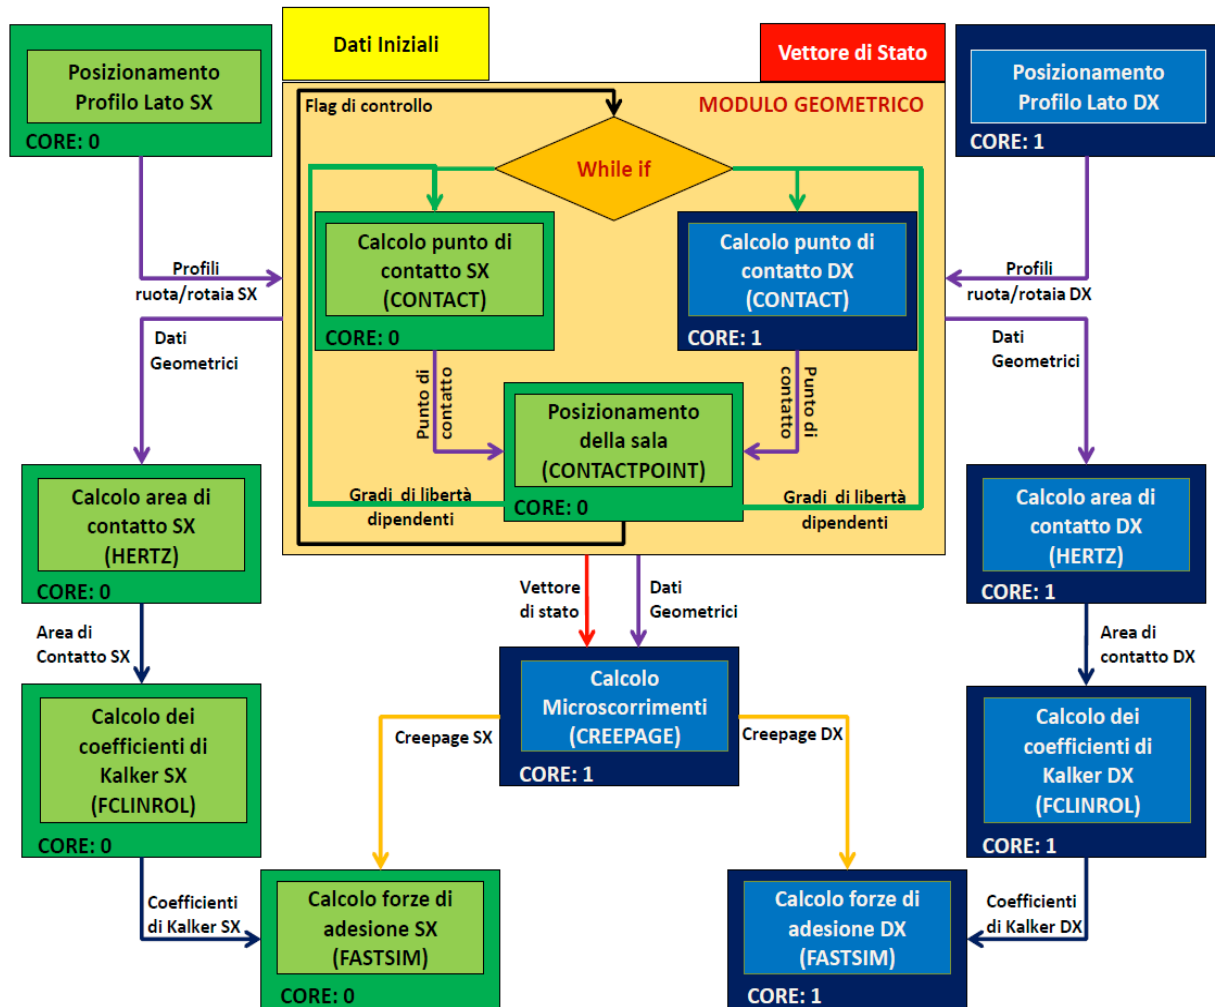 Dati Iniziali
Vettore di Stato
Posizionamento
Profilo Lato SX
CORE: 0
Posizionamento
Profilo Lato DX
CORE: 1
Flag di controllo
MODULO GEOMETRICO
While if
Calcolo punto di
contatto SX
(CONTACT)
CORE: 0
Calcolo punto di
contatto DX
(CONTACT)
CORE: 1
Profili
ruota/rotaia SX
Profili
ruota/rotaia DX
Dati
Geometrici
Dati
Geometrici
Punto di
contatto
Punto di
contatto
Posizionamento
della sala
(CONTACTPOINT)
CORE: 0
Gradi di libertà
dipendenti
Gradi di libertà
dipendenti
Calcolo area di
contatto SX
(HERTZ)
CORE: 0
Calcolo area di
contatto DX
(HERTZ)
CORE: 1
Vettore
di stato
Dati
Geometrici
Area di
Contatto SX
Area di
contatto DX
Calcolo
Microscorrimenti
(CREEPAGE)
CORE: 1
Creepage SX
Creepage DX
Calcolo dei
coefficienti di
Kalker SX
(FCLINROL)
CORE: 0
Calcolo dei
coefficienti di
Kalker DX
(FCLINROL)
CORE: 1
Coefficienti
di Kalker SX
Calcolo forze di
adesione SX
(FASTSIM)
CORE: 0
Calcolo forze di
adesione DX
(FASTSIM)
CORE: 1
Coefficienti
di Kalker DX